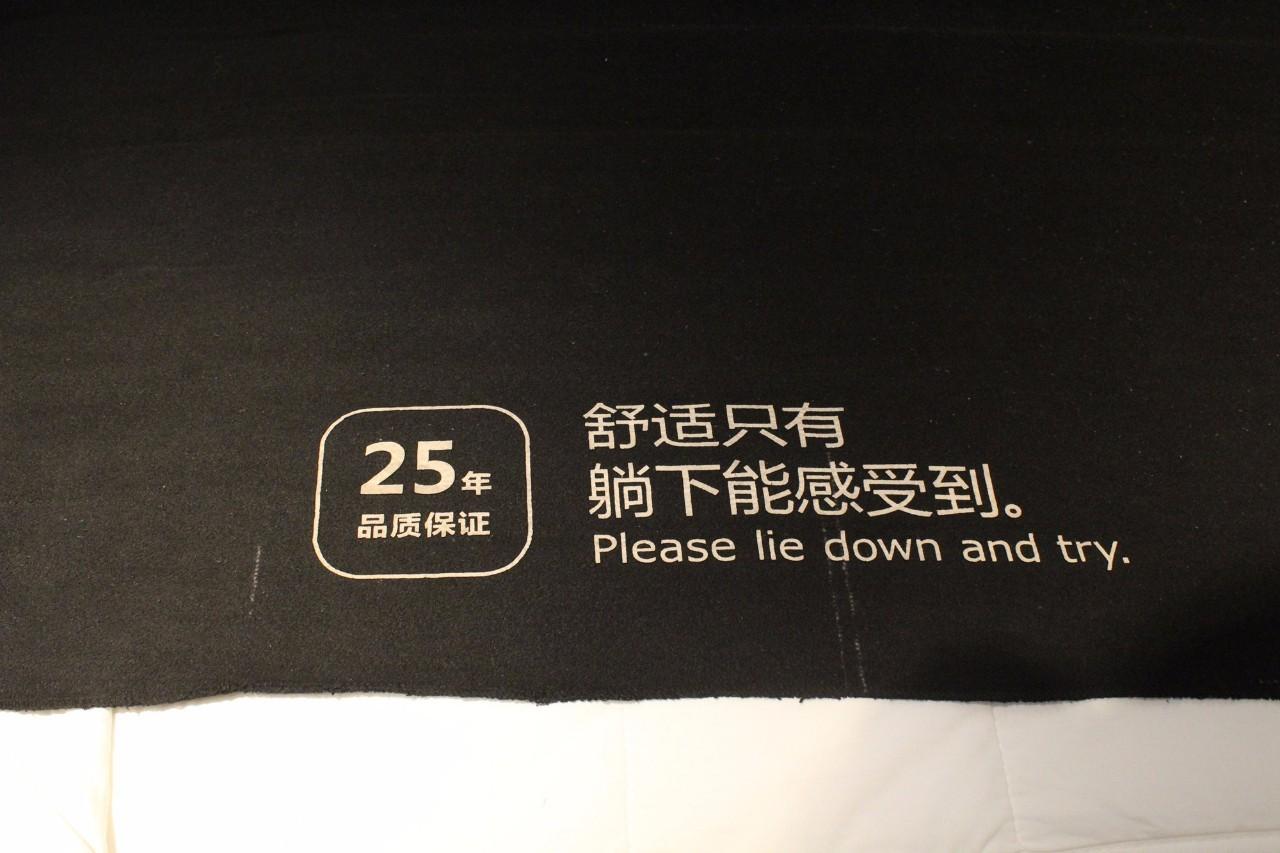 25年
品质保证
舒适只有
躺下能感受到。
Please lie down and try.